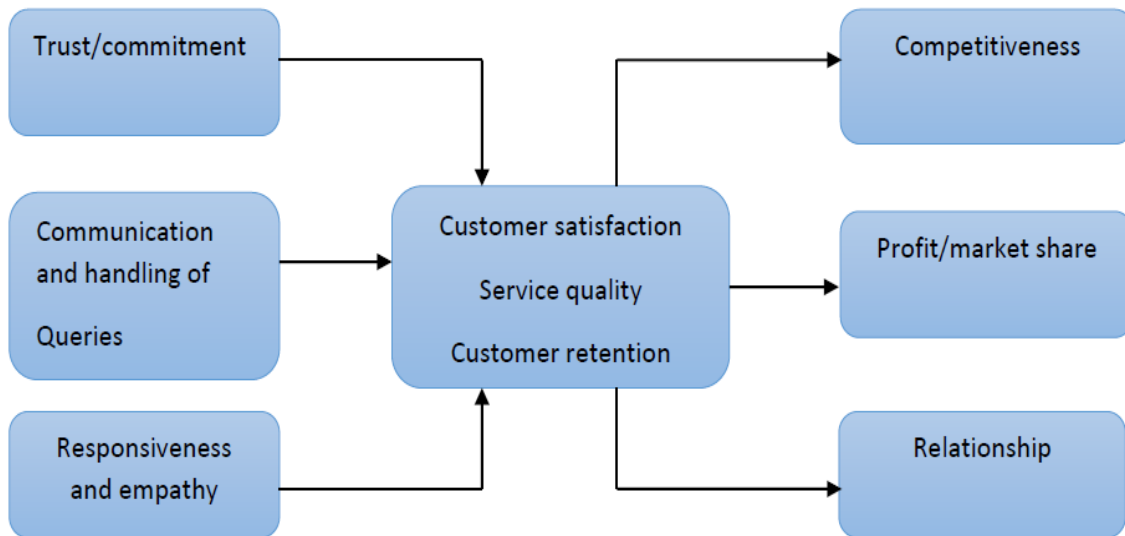 Trust/commitment
Communication
and handling of
Queries
Responsiveness
and empathy
Customer satisfaction
Service quality
Customer retention
Competitiveness
Profit/market share
Relationship